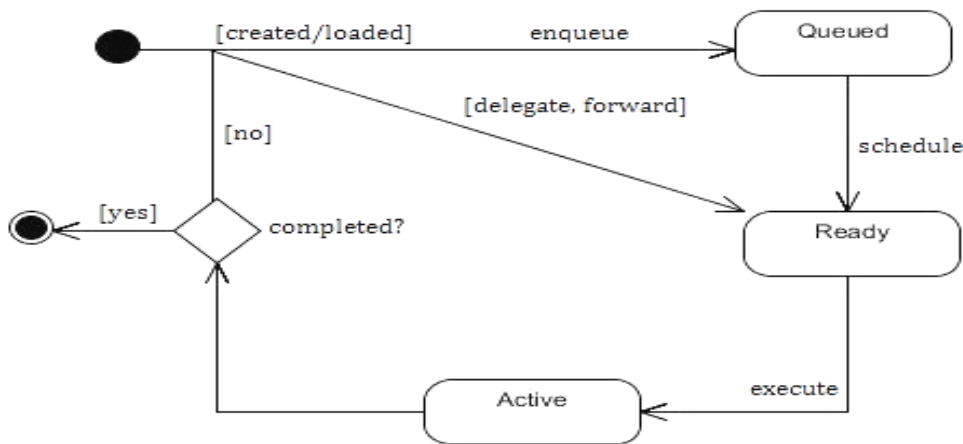 [created/loaded]
enqueue
Queued
[delegate, forward]
[no]
schedule
[yes]
completed?
Ready
execute
Active